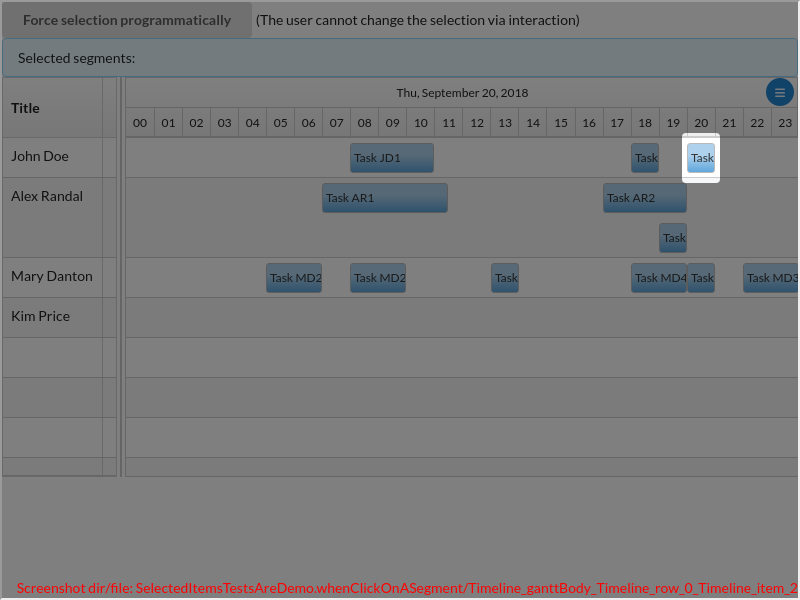 Force selection programmatically (The user cannot change the selection via interaction)
Selected segments:
Title
Thu, September 20, 2018
00 01 02 03 04 05 06 07 08 09 10 11 12 13 14 15 16 17 18 19 20 21 22 23
John Doe Task JD1 Task Task
Alex Randal Task AR1 Task AR2
Task
Mary Danton Task MD2 Task MD2 Task Task MD4 Task Task MD3
Kim Price
Screenshot dir/file: SelectedItemsTestsAreDemo.whenClickOnASegment/Timeline_ganttBody_Timeline_row_0_Timeline_item_2